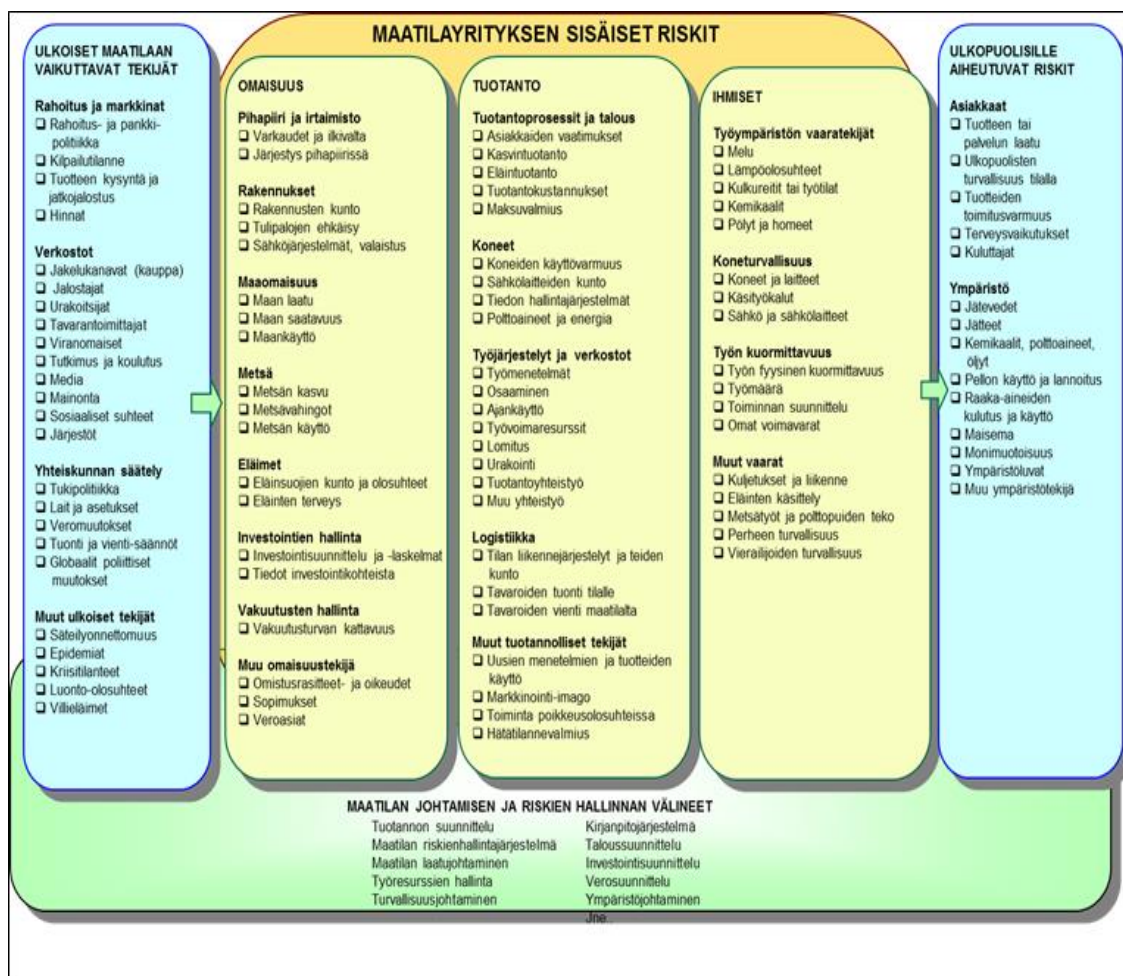 MAATILAYRITYKSEN SISÄISET RISKIT
ULKOISET MAATILAAN
VAIKUTTAVAT TEKIJÄT
Rahoitus ja markkinat
❑ Rahoitus- ja pankki-
politiikka
❑ Kilpailutilanne
❑ Tuotteen kysyntä ja
jatkojalostus
❑ Hinnat
Verkostot
❑ Jakelukanavat (kauppa)
❑ Jalostajat
❑ Urakoitsijat
❑ Tavarantoimittajat
❑ Viranomaiset
❑ Tutkimus ja koulutus
❑ Media
❑ Mainonta
❑ Sosiaaliset suhteet
❑ Järjestöt
Yhteiskunnan säätely
❑ Tukipolitiikka
❑ Lait ja asetukset
❑ Veromuutokset
❑ Tuonti ja vienti-säännöt
❑ Globaalit poliittiset
muutokset
Muut ulkoiset tekijät
❑ Säteilyonnettomuus
❑ Epidemiat
❑ Kriisitilanteet
❑ Luonto-olosuhteet
❑ Villieläimet
OMAISUUS
Pihapiiri ja irtaimisto
❑ Varkaudet ja ilkivalta
❑ Järjestys pihapiirissä
Rakennukset
❑ Rakennusten kunto
❑ Tulipalojen ehkäisy
❑ Sähköjärjestelmät, valaistus
Maaomaisuus
❑ Maan laatu
❑ Maan saatavuus
❑ Maankäyttö
Metsä
❑ Metsän kasvu
❑ Metsävahingot
❑ Metsän käyttö
Eläimet
❑ Eläinsuojien kunto ja olosuhteet
❑ Eläinten terveys
Investointien hallinta
❑ Investointisuunnittelu ja -laskelmat
❑ Tiedot investointikohteista
Vakuutusten hallinta
❑ Vakuutusturvan kattavuus
Muu omaisuustekijä
❑ Omistusrasitteet- ja oikeudet
❑ Sopimukset
❑ Veroasiat
TUOTANTO
Tuotantoprosessit ja talous
❑ Asiakkaiden vaatimukset
❑ Kasvintuotanto
❑ Eläintuotanto
❑ Tuotantokustannukset
❑ Maksuvalmius
Koneet
❑ Koneiden käyttövarmuus
❑ Sähkölaitteiden kunto
❑ Tiedon hallintajärjestelmät
❑ Polttoaineet ja energia
Työjärjestelyt ja verkostot
❑ Työmenetelmät
❑ Osaaminen
❑ Ajankäyttö
❑ Työvoimaresurssit
❑ Lomitus
❑ Urakointi
❑ Tuotantoyhteistyö
❑ Muu yhteistyö
Logistiikka
❑ Tilan liikennejärjestelyt ja teiden
kunto
❑ Tavaroiden tuonti tilalle
❑ Tavaroiden vienti maatilalta
Muut tuotannolliset tekijät
❑ Uusien menetelmien ja tuotteiden
käyttö
❑ Markkinointi-imago
❑ Toiminta poikkeusolosuhteissa
❑ Hätätilannevalmius
IHMISET
Työympäristön vaaratekijät
❑ Melu
❑ Lämpöolosuhteet
❑ Kulkureitit tai työtilat
❑ Kemikaalit
❑ Pölyt ja homeet
Koneturvallisuus
❑ Koneet ja laitteet
❑ Käsityökalut
❑ Sähkö ja sähkölaitteet
Työn kuormittavuus
❑ Työn fyysinen kuormittavuus
❑ Työmäärä
❑ Toiminnan suunnittelu
❑ Omat voimavarat
Muut vaarat
❑ Kuljetukset ja liikenne
❑ Eläinten käsittely
❑ Metsätyöt ja polttopuiden teko
❑ Perheen turvallisuus
❑ Vierailijoiden turvallisuus
ULKOPUOLISILLE
AIHEUTUVAT RISKIT
Asiakkaat
❑ Tuotteen tai
palvelun laatu
❑ Ulkopuolisten
turvallisuus tilalla
❑ Tuotteiden
toimitusvarmuus
❑ Terveysvaikutukset
❑ Kuluttajat
Ympäristö
❑ Jätevedet
❑ Jätteet
❑ Kemikaalit, polttoaineet,
öljyt
❑ Pellon käyttö ja lannoitus
❑ Raaka-aineiden
kulutus ja käyttö
❑ Maisema
❑ Monimuotoisuus
❑ Ympäristöluvat
❑ Muu ympäristötekijä
MAATILAN JOHTAMISEN JA RISKIEN HALLINNAN VÄLINEET
Tuotannon suunnittelu
Maatilan riskienhallintajärjestelmä
Maatilan laatujohtaminen
Työresurssien hallinta
Turvallisuusjohtaminen
Kirjanpitojärjestelmä
Taloussuunnittelu
Investointisuunnittelu
Verosuunnittelu
Ympäristöjohtaminen
Jne..